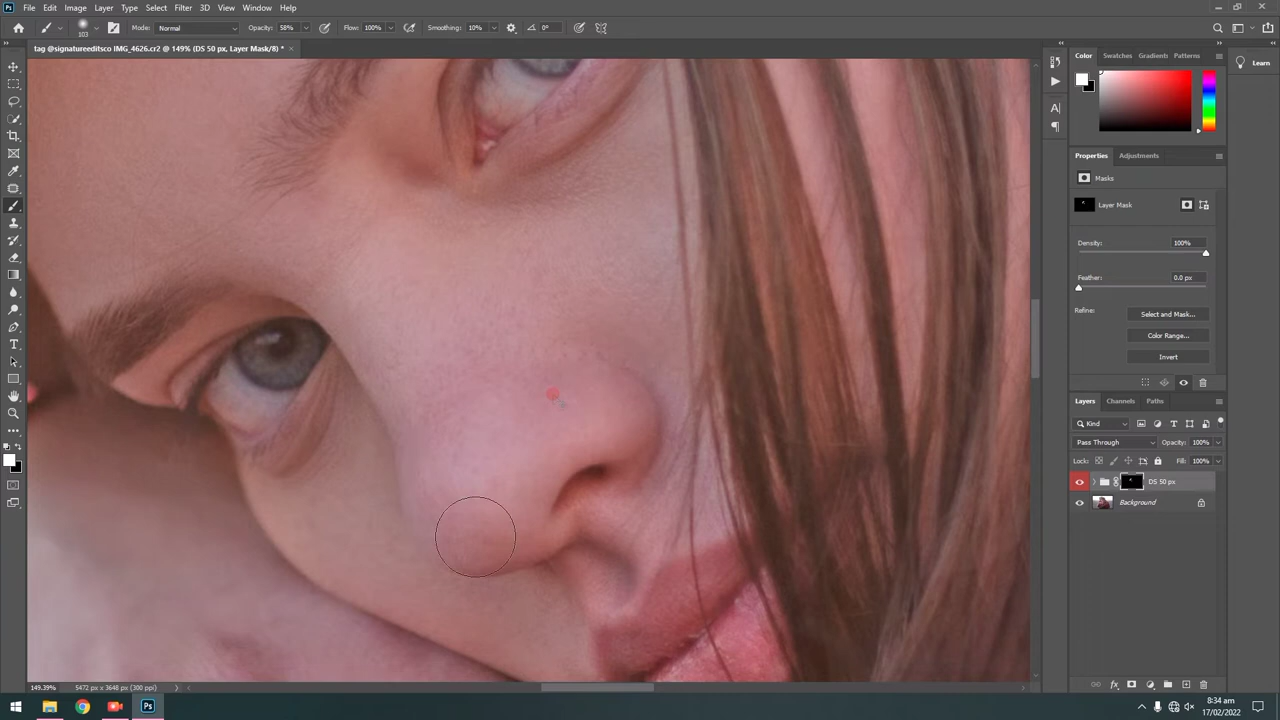 Ps File Edit Image Layer Type Select Filter 3D View Window Help
103 Mode: Normal Opacity: 58% Flow: 100% Smoothing: 10% 0°
tag @signatureeditsco IMG_4626.cr2 @ 149% (DS 50 px, Layer Mask/8) *
Color Swatches Gradients Patterns
Learn
Properties Adjustments
Masks
Layer Mask
Density: 100%
Feather: 0.0 px
Refine: Select and Mask...
Color Range...
Invert
Layers Channels Paths
Kind
Pass Through Opacity: 100%
Lock: Fill: 100%
DS 50 px
Background
149.39% 5472 px x 3648 px (300 ppi)
Ps
8:34 am
17/02/2022